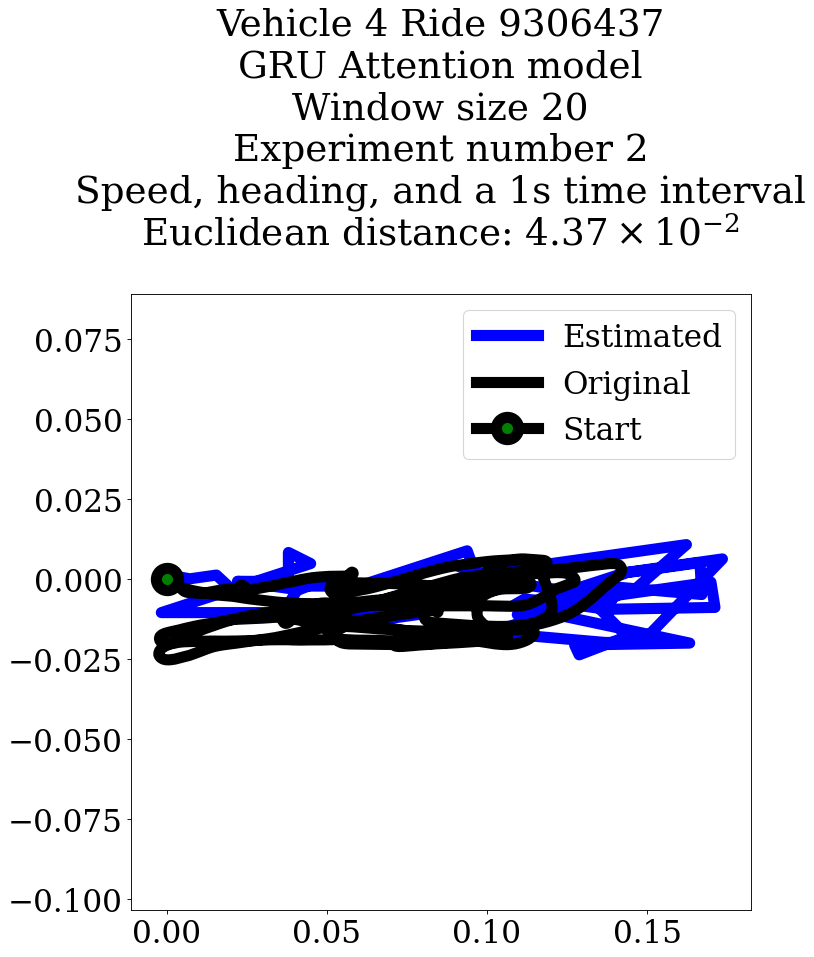 Vehicle 4 Ride 9306437
GRU Attention model
Window size 20
Experiment number 2
Speed, heading, and a 1s time interval
Euclidean distance: 4.37 × 10⁻²
Estimated
Original
Start
0.075
0.050
0.025
0.000
−0.025
−0.050
−0.075
−0.100
0.00 0.05 0.10 0.15